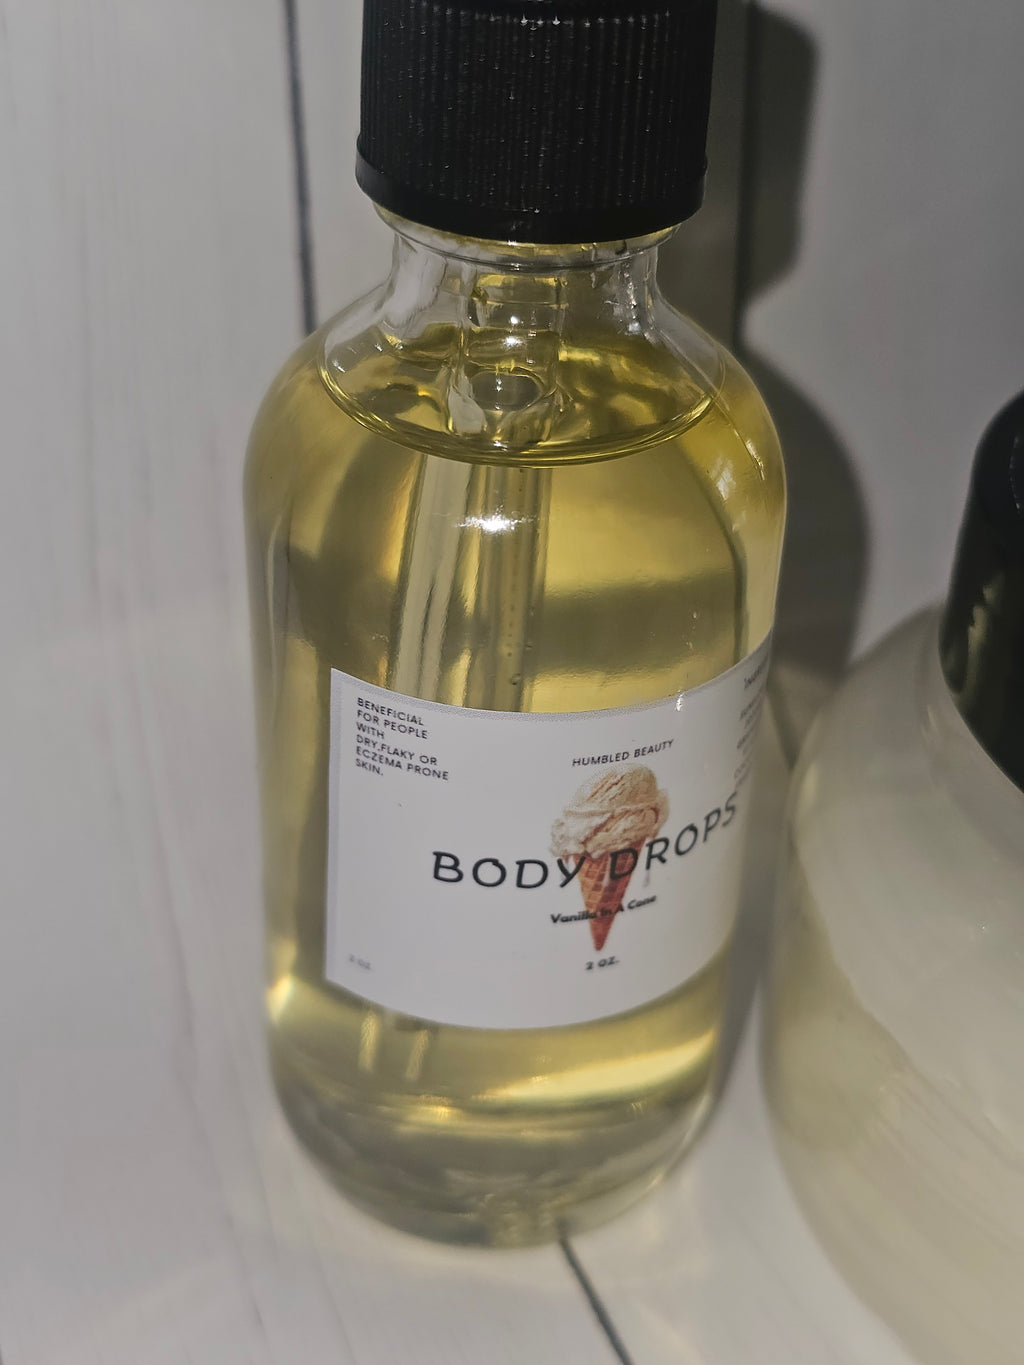 BENEFICIAL
FOR PEOPLE
WITH
DRY,FLAKY OR
ECZEMA PRONE
SKIN.
HUMBLED BEAUTY
BODY DROPS
Vanilla In A Cone
2 OZ.
2 OZ.